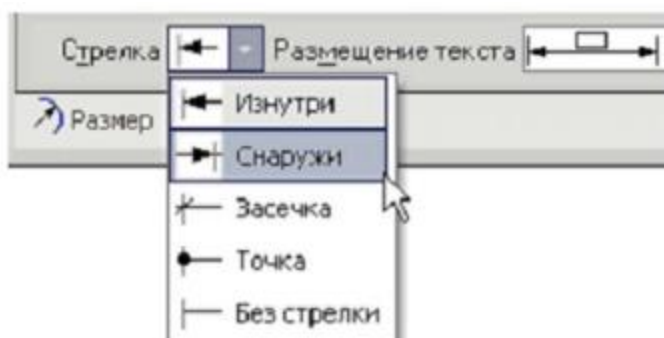 Стрелка Размещение текста
Изнутри
Размер
Снаружи
Засечка
Точка
Без стрелки